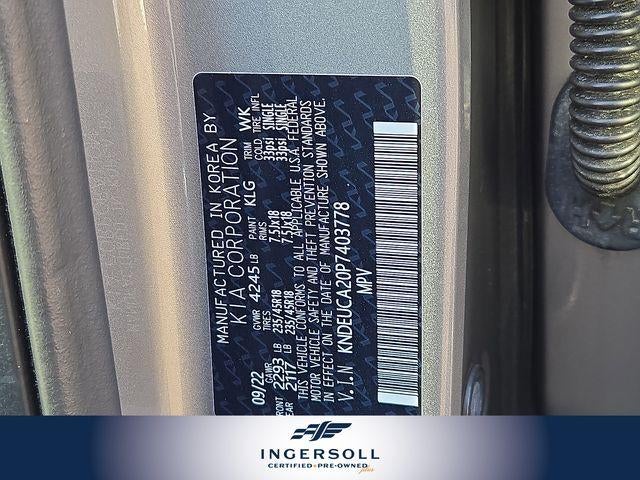 MANUFACTURED IN KOREA BY
KIA CORPORATION
09/22 GVWR 4245LB PAINT KLG TRIM WK
GAWR TIRES RIMS COLD TIRE INFL
FRONT 2293 LB 235/45R18 7.5Jx18 33psi SINGLE
REAR 2117 LB 235/45R18 7.5Jx18 33psi SINGLE
THIS VEHICLE CONFORMS TO ALL APPLICABLE U.S.A. FEDERAL
MOTOR VEHICLE SAFETY AND THEFT PREVENTION STANDARDS
IN EFFECT ON THE DATE OF MANUFACTURE SHOWN ABOVE.
V.I.N KNDEUCA20P7403778
MPV
INGERSOLL
CERTIFIED • PRE-OWNED plus